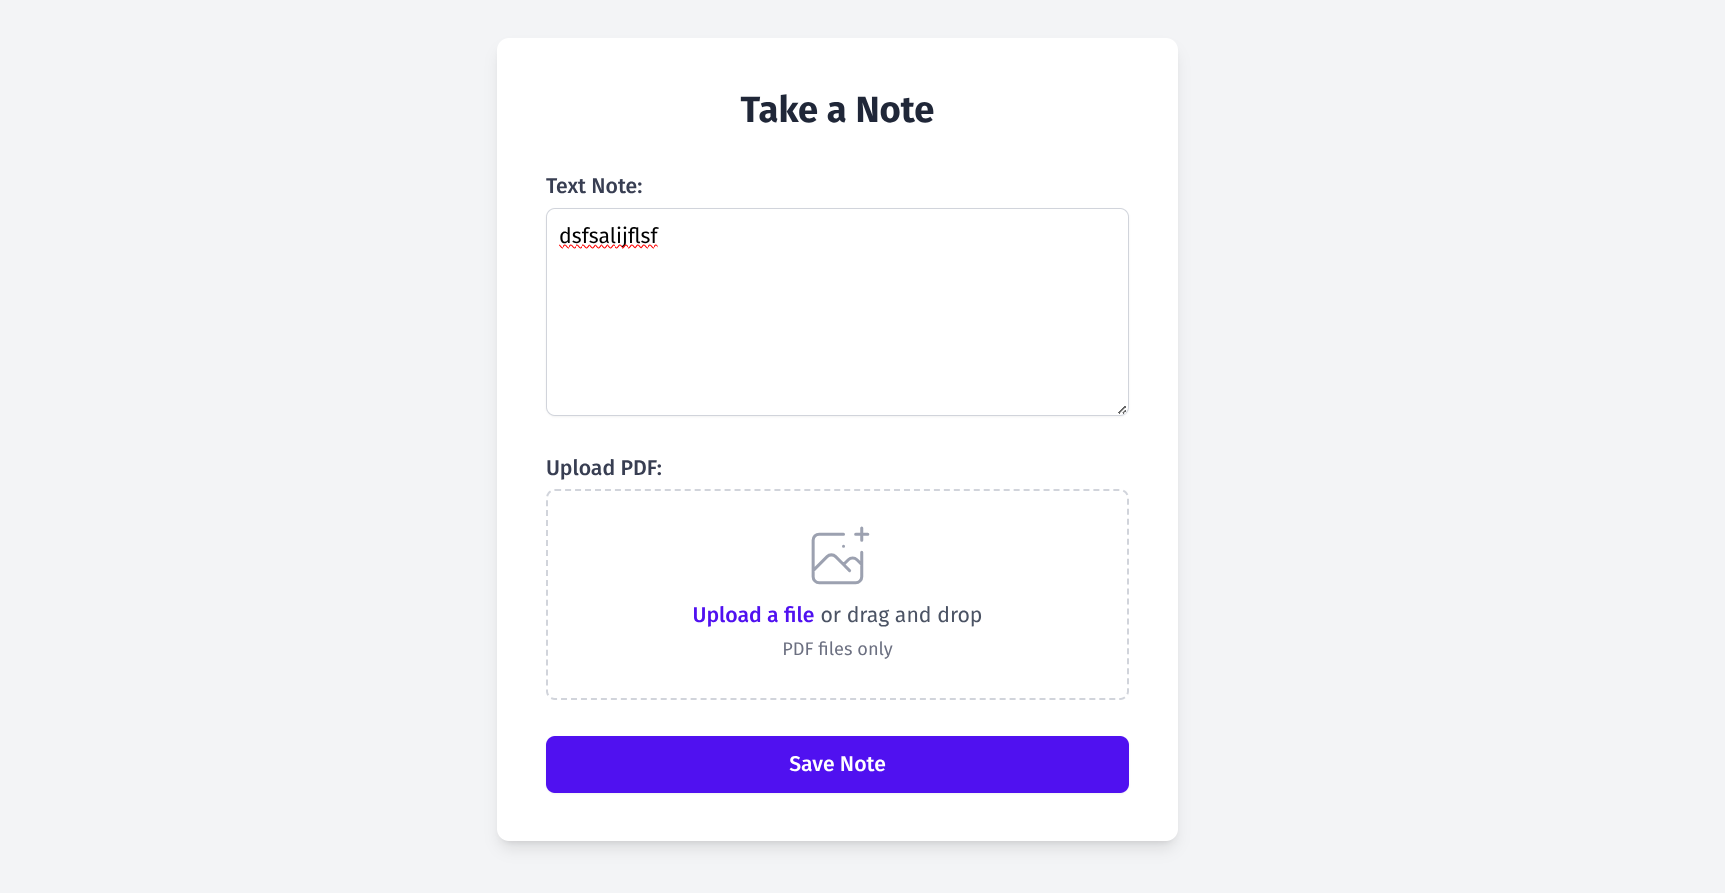 Take a Note
Text Note:
dsfsalijflsf
Upload PDF:
Upload a file or drag and drop
PDF files only
Save Note